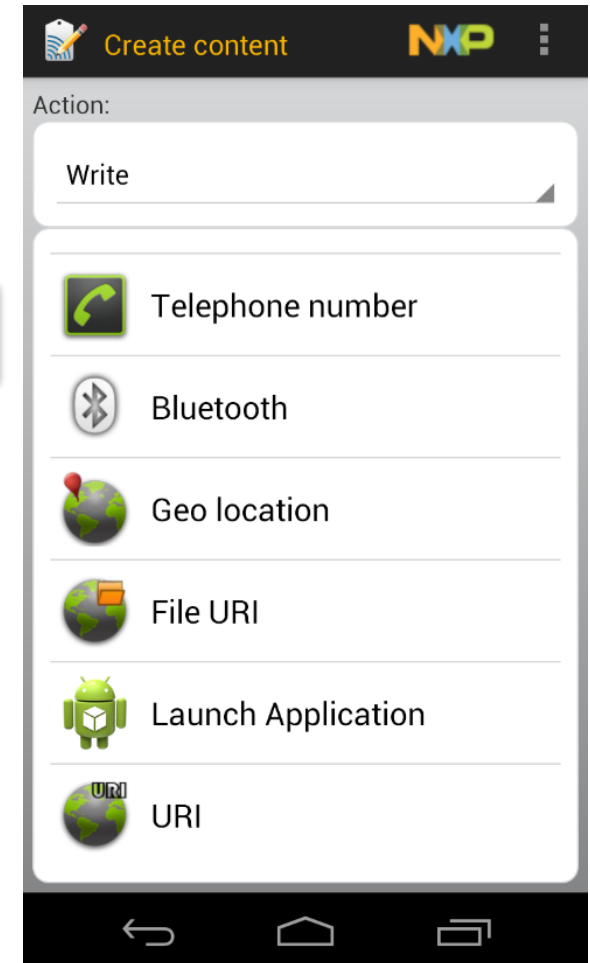 Create content
NXP
Action:
Write
Telephone number
Bluetooth
Geo location
File URI
Launch Application
URI
URI